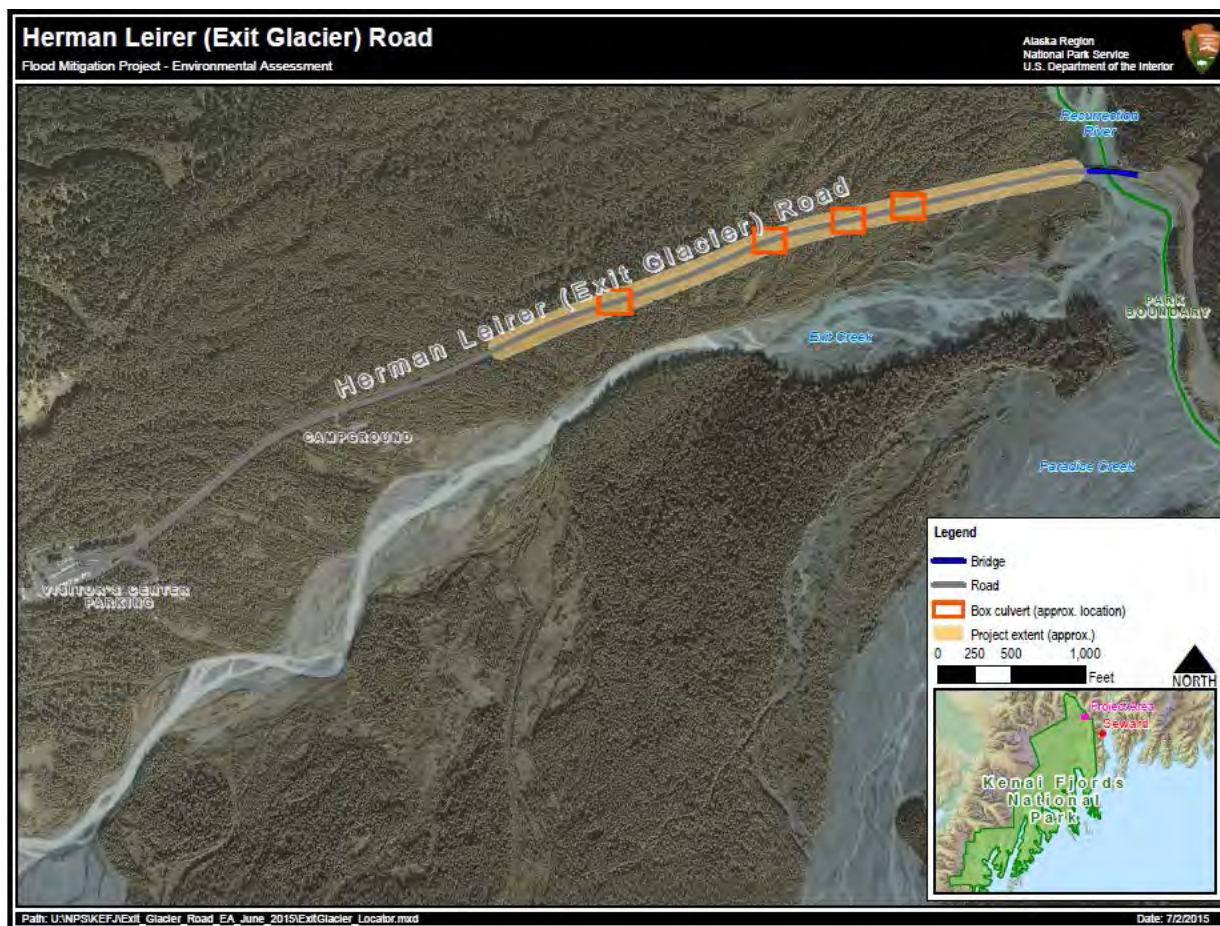 Herman Leirer (Exit Glacier) Road
Flood Mitigation Project - Environmental Assessment
Alaska Region
National Park Service
U.S. Department of the Interior
Resurrection
River
Herman Leirer (Exit Glacier) Road
PARK
BOUNDARY
Exit Creek
CAMPGROUND
Paradise Creek
VISITOR'S CENTER
PARKING
Legend
Bridge
Road
Box culvert (approx. location)
Project extent (approx.)
0 250 500 1,000
Feet
NORTH
Project Area
Seward
Kenai Fjords
National
Park
Path: U:\NPS\KEFJ\Exit_Glacier_Road_EA_June_2015\ExitGlacier_Locator.mxd
Date: 7/2/2015